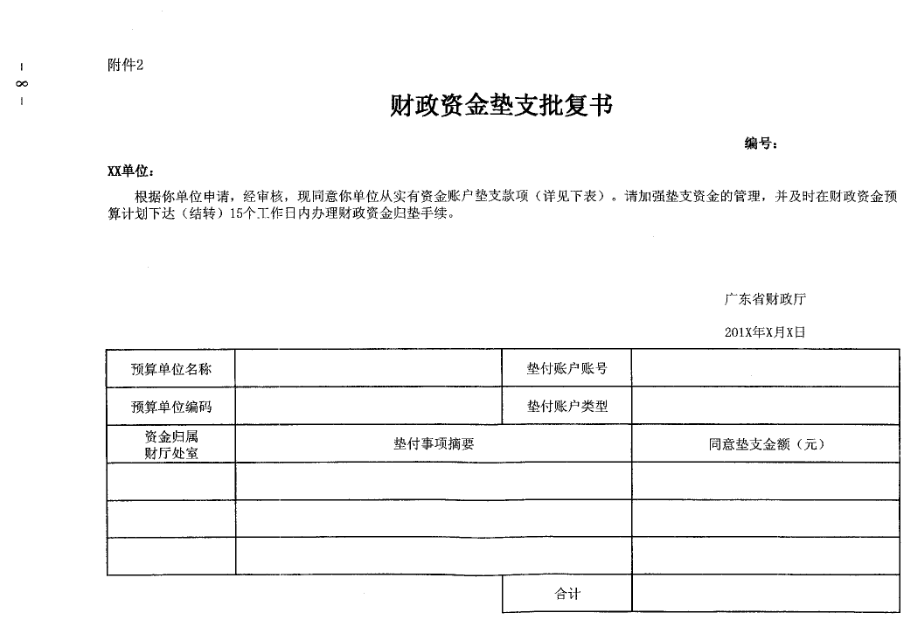 附件2
— 8 —
财政资金垫支批复书
编号：
XX单位：
根据你单位申请，经审核，现同意你单位从实有资金账户垫支款项（详见下表）。请加强垫支资金的管理，并及时在财政资金预
算计划下达（结转）15个工作日内办理财政资金归垫手续。
广东省财政厅
201X年X月X日
预算单位名称 垫付账户账号
预算单位编码 垫付账户类型
资金归属
财厅处室 垫付事项摘要 同意垫支金额（元）
合计